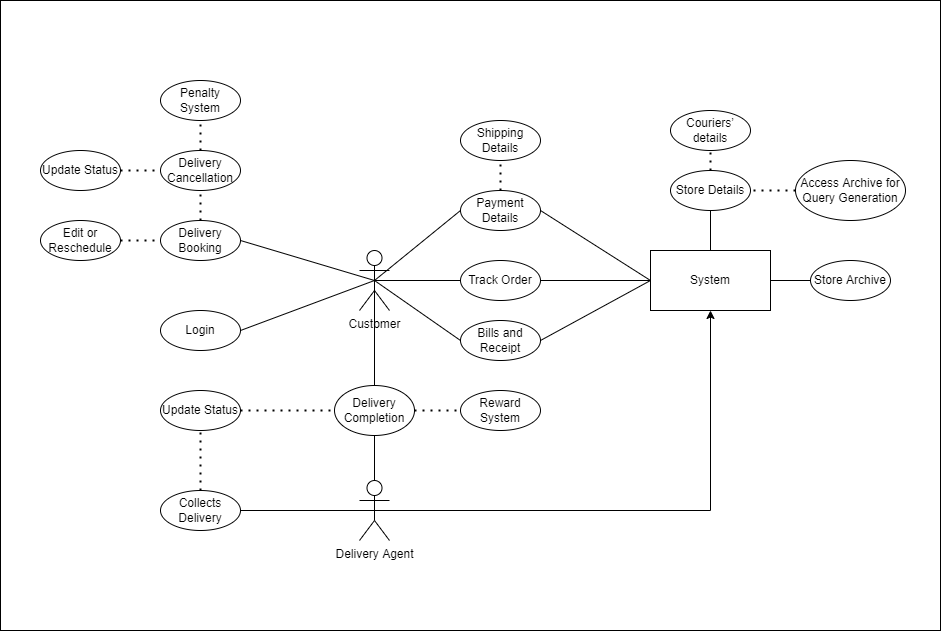 Penalty
System
Update Status
Delivery
Cancellation
Edit or
Reschedule
Delivery
Booking
Login
Customer
Shipping
Details
Payment
Details
Track Order
Bills and
Receipt
Couriers'
details
Store Details
Access Archive for
Query Generation
System
Store Archive
Update Status
Delivery
Completion
Reward
System
Collects
Delivery
Delivery Agent